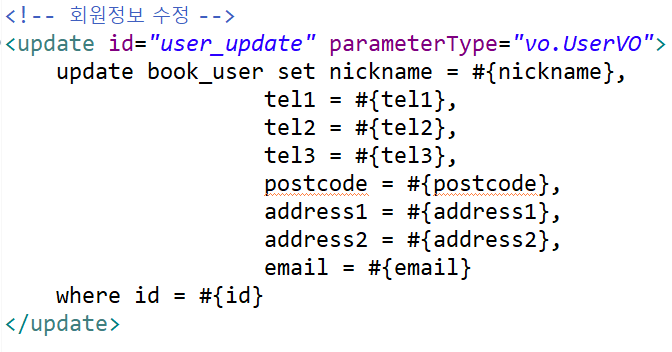 <!-- 회원정보 수정 -->
<update id="user_update" parameterType="vo.UserVO">
    update book_user set nickname = #{nickname},
                    tel1 = #{tel1},
                    tel2 = #{tel2},
                    tel3 = #{tel3},
                    postcode = #{postcode},
                    address1 = #{address1},
                    address2 = #{address2},
                    email = #{email}
    where id = #{id}
</update>